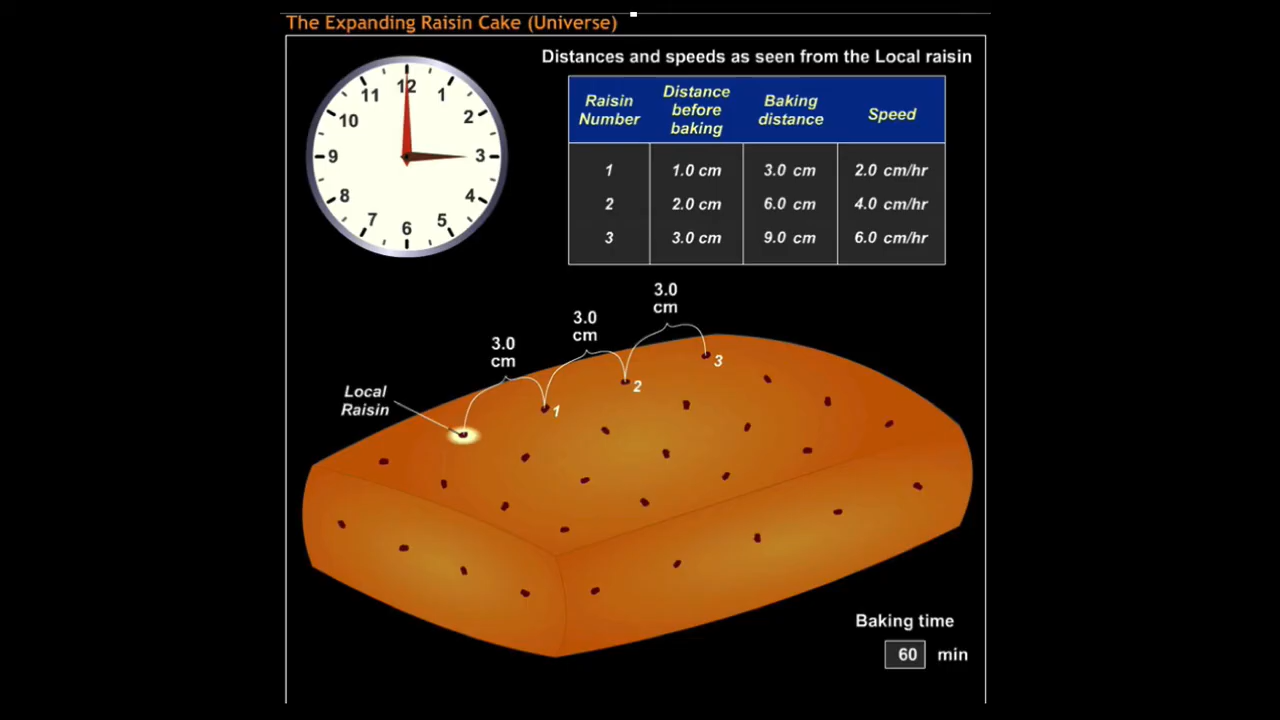 The Expanding Raisin Cake (Universe)
12
1
2
3
4
5
6
7
8
9
10
11
Distances and speeds as seen from the Local raisin
Raisin Number
Distance before baking
Baking distance
Speed
1 1.0 cm 3.0 cm 2.0 cm/hr
2 2.0 cm 6.0 cm 4.0 cm/hr
3 3.0 cm 9.0 cm 6.0 cm/hr
3.0
cm
3.0
cm
3.0
cm
Local
Raisin
1
2
3
Baking time
60 min